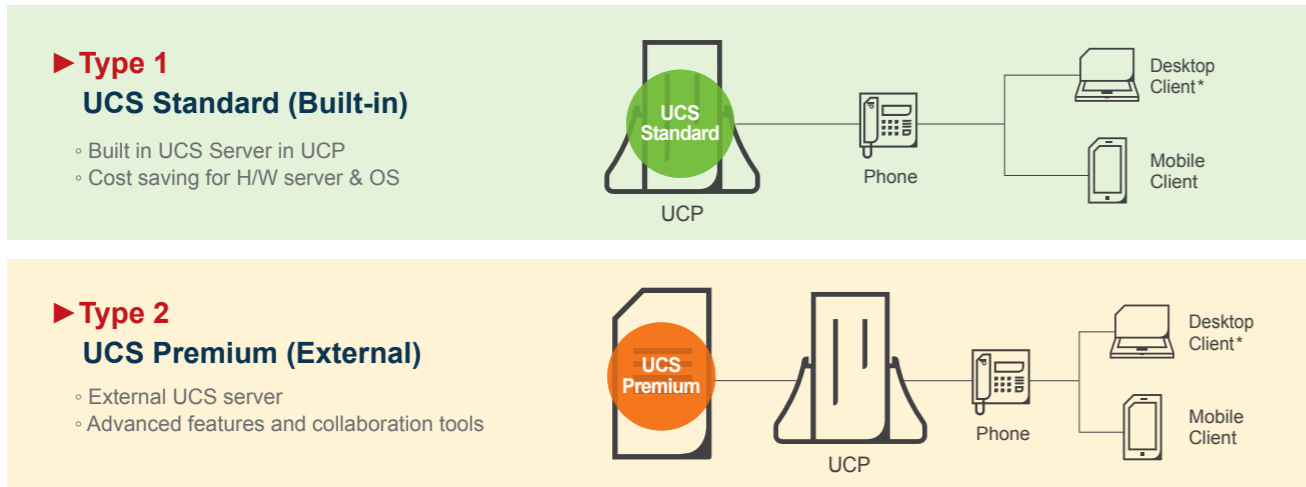 ►Type 1
UCS Standard (Built-in)
◦ Built in UCS Server in UCP
◦ Cost saving for H/W server & OS
UCS
Standard
UCP
Phone
Desktop
Client*
Mobile
Client
►Type 2
UCS Premium (External)
◦ External UCS server
◦ Advanced features and collaboration tools
UCS
Premium
UCP
Phone
Desktop
Client*
Mobile
Client